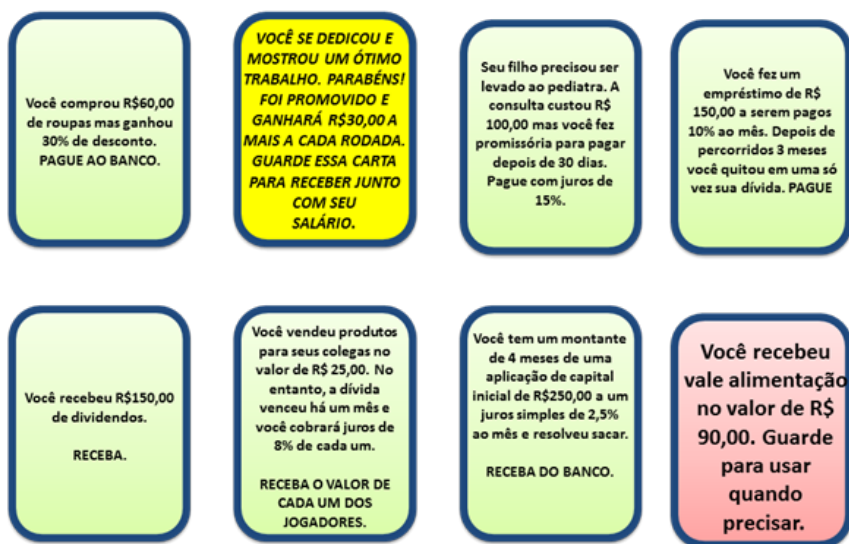 Você comprou R$60,00
de roupas mas ganhou
30% de desconto.
PAGUE AO BANCO.
VOCÊ SE DEDICOU E
MOSTROU UM ÓTIMO
TRABALHO. PARABÉNS!
FOI PROMOVIDO E
GANHARÁ R$30,00 A
MAIS A CADA RODADA.
GUARDE ESSA CARTA
PARA RECEBER JUNTO
COM SEU
SALÁRIO.
Seu filho precisou ser
levado ao pediatra. A
consulta custou R$
100,00 mas você fez
promissória para pagar
depois de 30 dias.
Pague com juros de
15%.
Você fez um
empréstimo de R$
150,00 a serem pagos
10% ao mês. Depois de
percorridos 3 meses
você quitou em uma só
vez sua dívida. PAGUE
Você recebeu R$150,00
de dividendos.
RECEBA.
Você vendeu produtos
para seus colegas no
valor de R$ 25,00. No
entanto, a dívida
venceu há um mês e
você cobrará juros de
8% de cada um.
RECEBA O VALOR DE
CADA UM DOS
JOGADORES.
Você tem um montante
de 4 meses de uma
aplicação de capital
inicial de R$250,00 a um
juros simples de 2,5%
ao mês e resolveu sacar.
RECEBA DO BANCO.
Você recebeu
vale alimentação
no valor de R$
90,00. Guarde
para usar
quando
precisar.